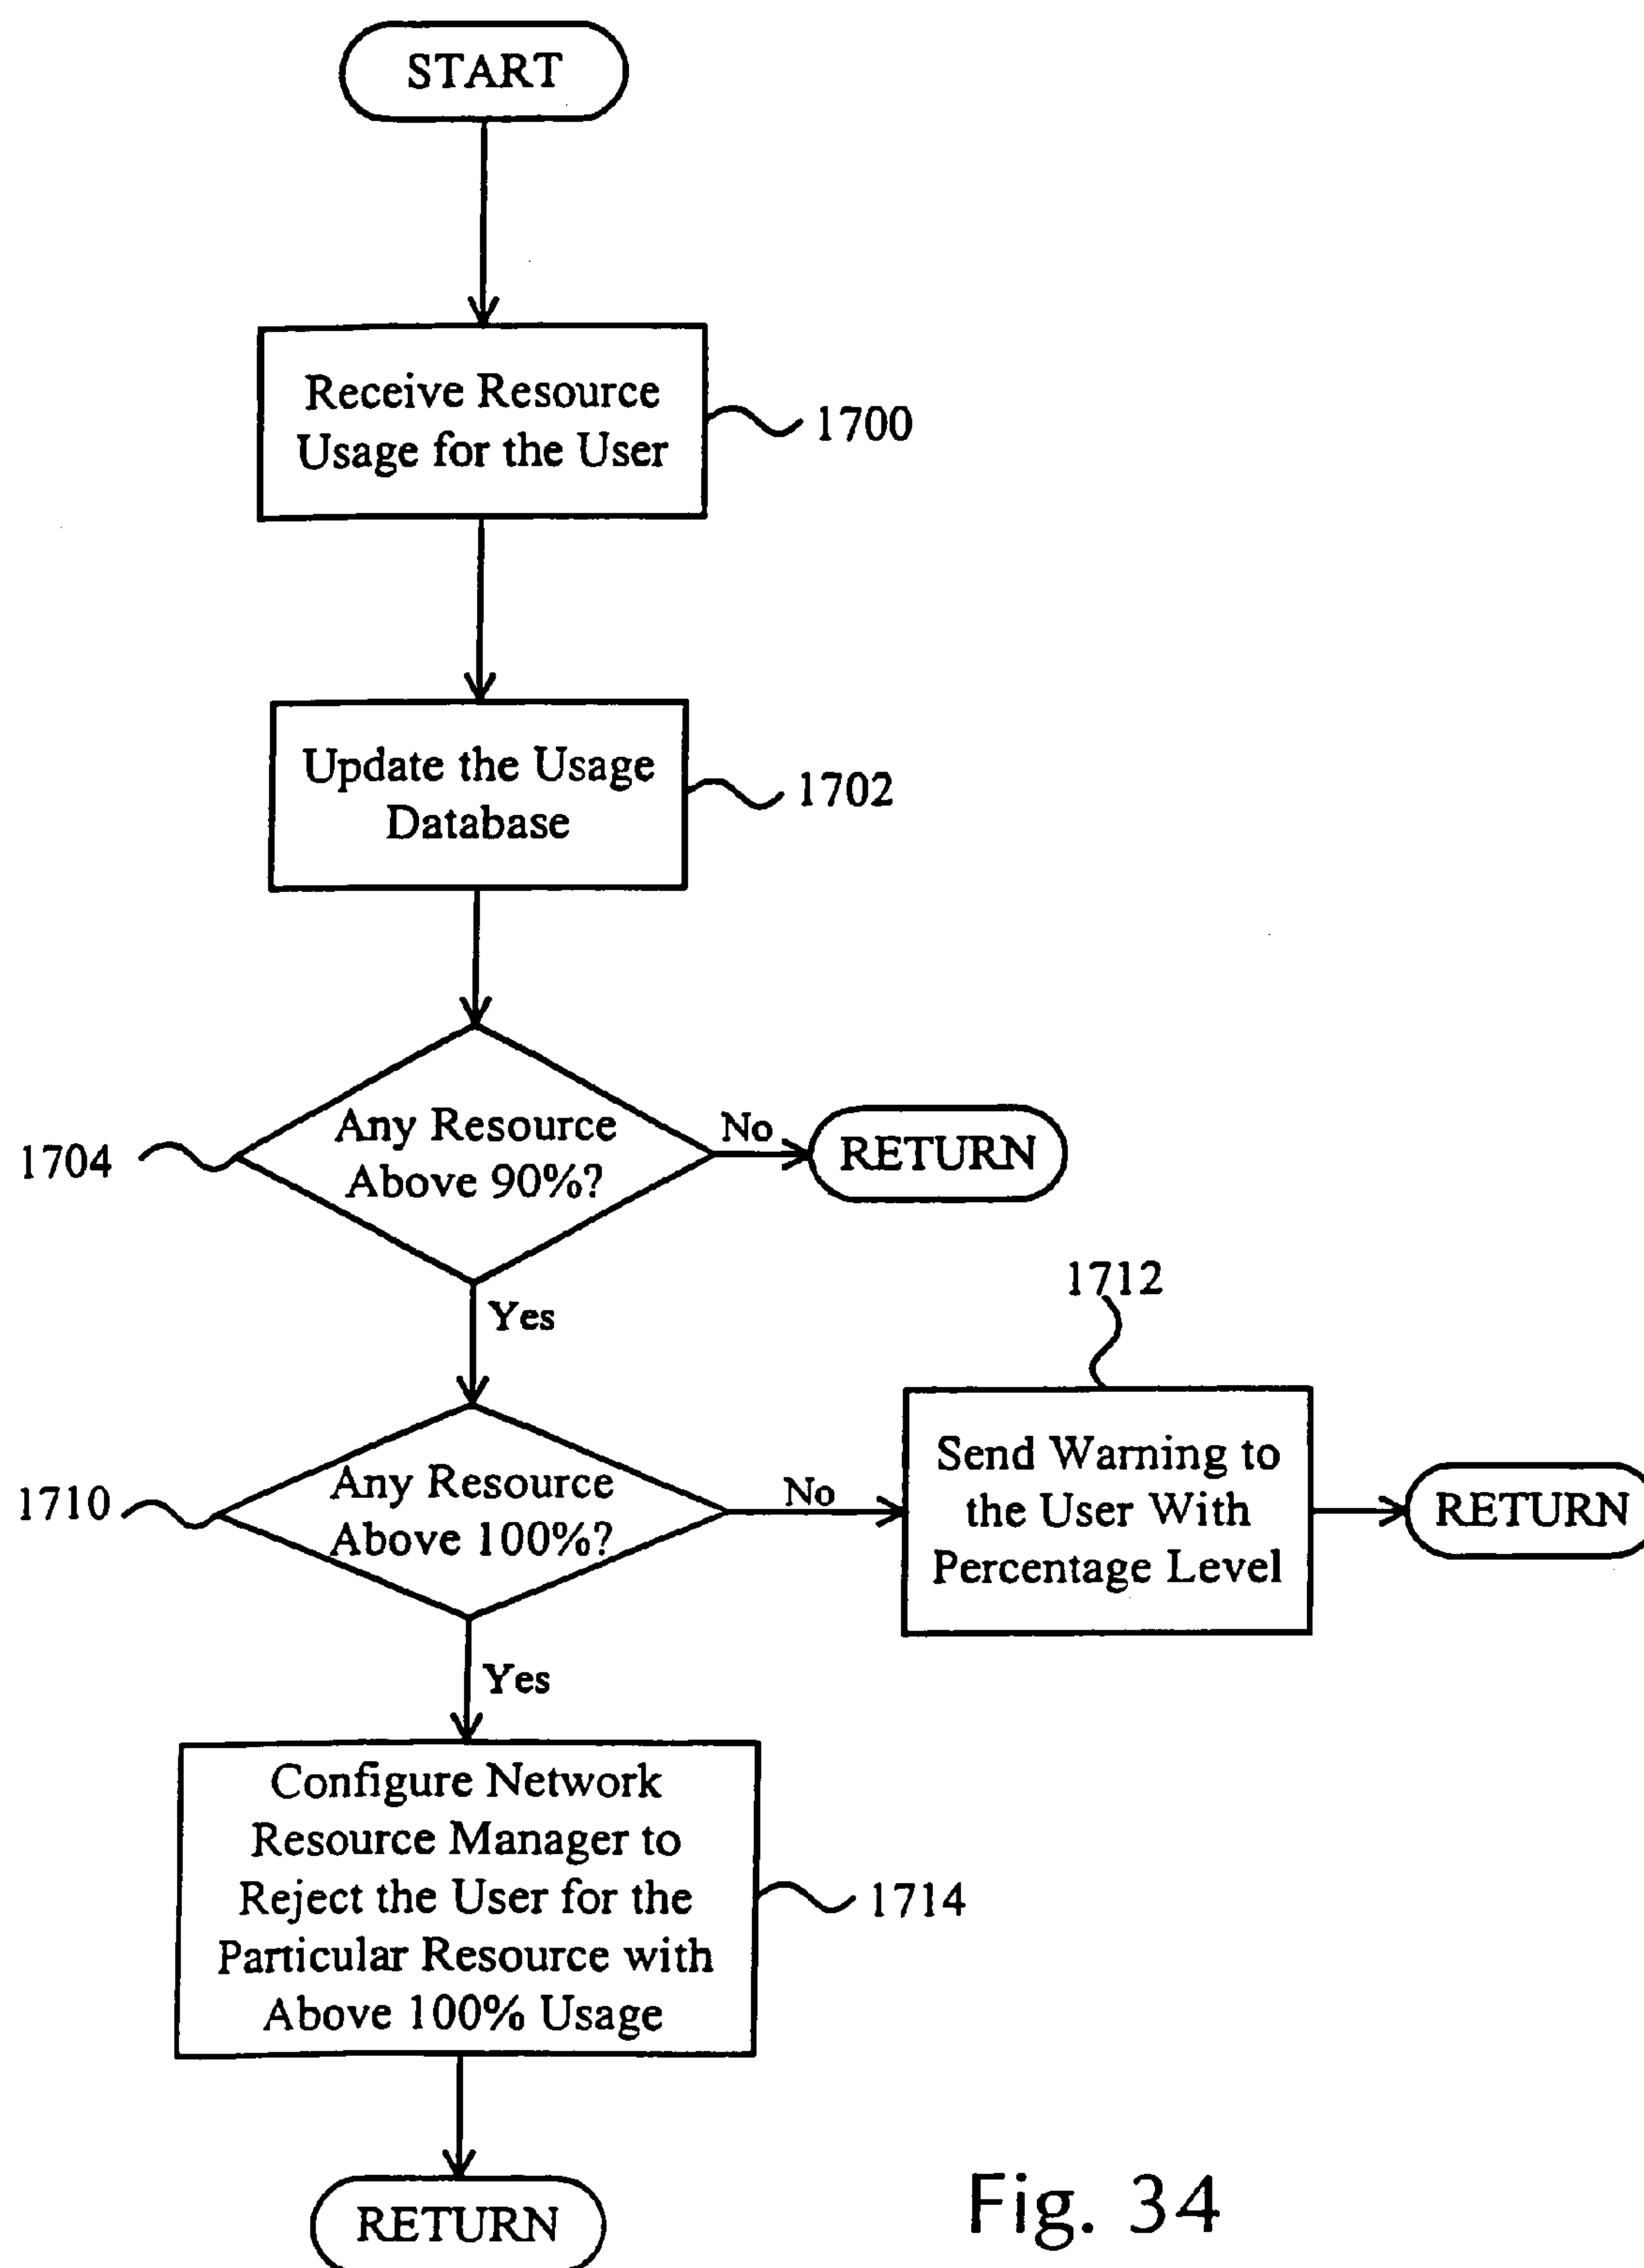 START
Receive Resource
Usage for the User
1700
Update the Usage
Database
1702
Any Resource
Above 90%?
1704
No
RETURN
Yes
Any Resource
Above 100%?
1710
No
1712
Send Warning to
the User With
Percentage Level
RETURN
Yes
Configure Network
Resource Manager to
Reject the User for the
Particular Resource with
Above 100% Usage
1714
RETURN
Fig. 34